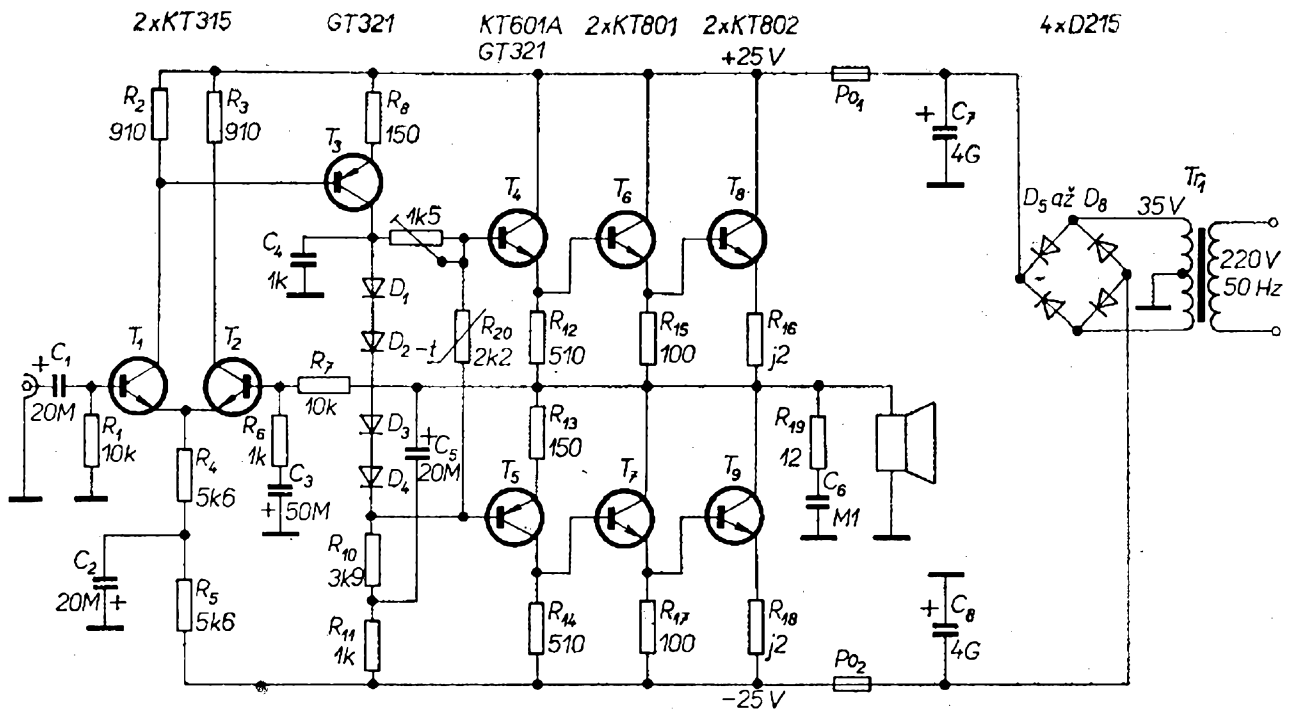 2xKT315
GT321
KT601A
GT321
2xKT801
2xKT802
4xD215
+25V
R2
910
R3
910
R8
150
T3
Po1
C7
+
4G
C4
1k
1k5
T4
T6
T8
D5 až D8
35V
Tr1
220V
50 Hz
D1
D2
-t
R20
2k2
R12
510
R15
100
R16
j2
C1
+
20M
T1
T2
R7
10k
R1
10k
R6
1k
R4
5k6
C3
+
50M
D3
D4
+
C5
20M
R13
150
T5
T7
T9
R19
12
C6
M1
C2
20M
+
R5
5k6
R10
3k9
R11
1k
R14
510
R17
100
R18
j2
Po2
+
C8
4G
-25V